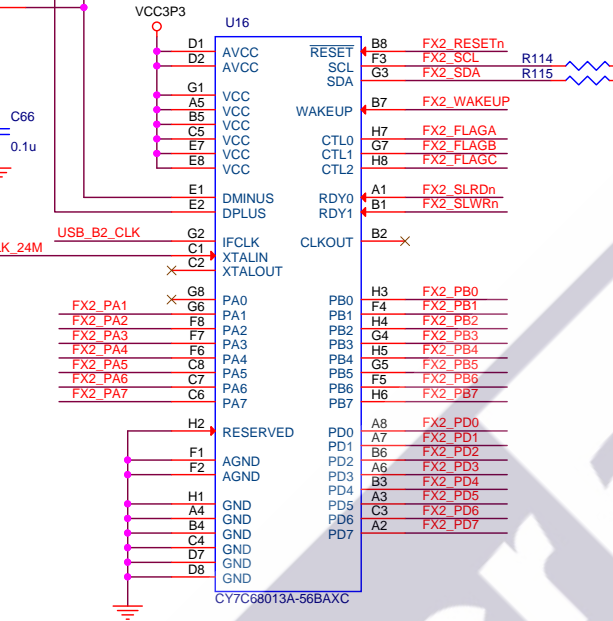 VCC3P3
U16
D1 AVCC
D2 AVCC
G1 VCC
A5 VCC
B5 VCC
C5 VCC
E7 VCC
E8 VCC
E1 DMINUS
E2 DPLUS
USB_B2_CLK G2 IFCLK
K_24M C1 XTALIN
C2 XTALOUT
G8 PA0
FX2_PA1 G6 PA1
FX2_PA2 F8 PA2
FX2_PA3 F7 PA3
FX2_PA4 F6 PA4
FX2_PA5 C8 PA5
FX2_PA6 C7 PA6
FX2_PA7 C6 PA7
H2 RESERVED
F1 AGND
F2 AGND
H1 GND
A4 GND
B4 GND
C4 GND
D7 GND
D8 GND
RESET B8 FX2_RESETn
SCL F3 FX2_SCL R114
SDA G3 FX2_SDA R115
WAKEUP B7 FX2_WAKEUP
CTL0 H7 FX2_FLAGA
CTL1 G7 FX2_FLAGB
CTL2 H8 FX2_FLAGC
RDY0 A1 FX2_SLRDn
RDY1 B1 FX2_SLWRn
CLKOUT B2
PB0 H3 FX2_PB0
PB1 F4 FX2_PB1
PB2 H4 FX2_PB2
PB3 G4 FX2_PB3
PB4 H5 FX2_PB4
PB5 G5 FX2_PB5
PB6 F5 FX2_PB6
PB7 H6 FX2_PB7
PD0 A8 FX2_PD0
PD1 A7 FX2_PD1
PD2 B6 FX2_PD2
PD3 A6 FX2_PD3
PD4 B3 FX2_PD4
PD5 A3 FX2_PD5
PD6 C3 FX2_PD6
PD7 A2 FX2_PD7
CY7C68013A-56BAXC
C66
0.1u